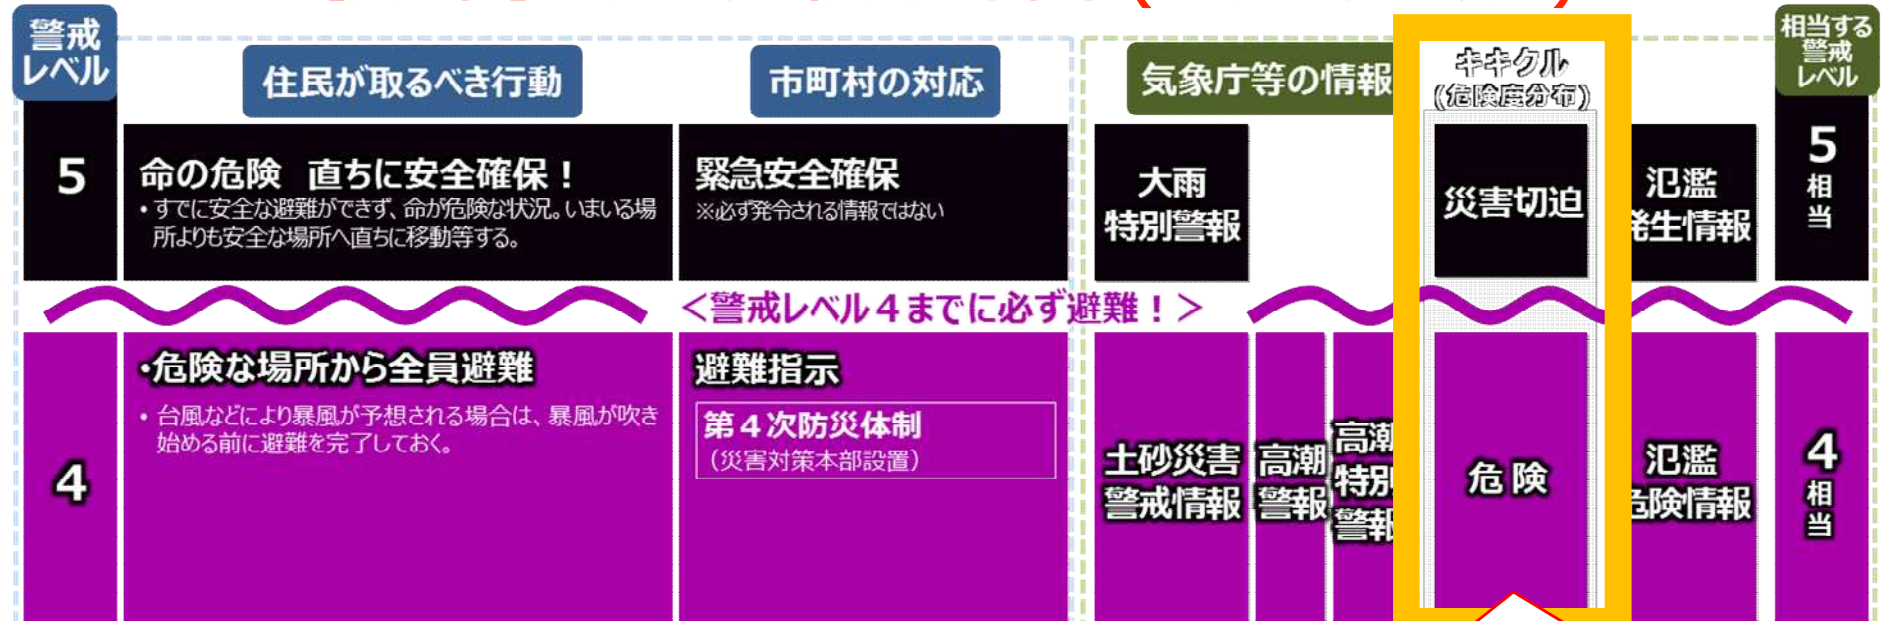 警戒
レベル
住民が取るべき行動
市町村の対応
気象庁等の情報
キキクル
(危険度分布)
相当する
警戒
レベル
5
命の危険 直ちに安全確保！
・すでに安全な避難ができず、命が危険な状況。いまいる場
所よりも安全な場所へ直ちに移動等する。
緊急安全確保
※必ず発令される情報ではない
大雨
特別警報
災害切迫
氾濫
発生情報
5
相
当
＜警戒レベル４までに必ず避難！＞
4
・危険な場所から全員避難
・台風などにより暴風が予想される場合は、暴風が吹き
始める前に避難を完了しておく。
避難指示
第４次防災体制
（災害対策本部設置）
土砂災害
警戒情報
高潮
警報
高潮
特別
警報
危険
氾濫
危険情報
4
相
当